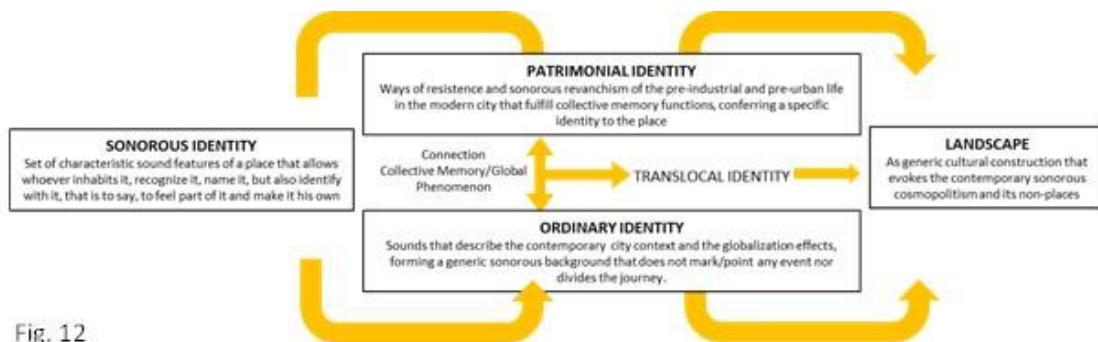 PATRIMONIAL IDENTITY
Ways of resistence and sonorous revanchism of the pre-industrial and pre-urban life
in the modern city that fulfill collective memory functions, conferring a specific
identity to the place
SONOROUS IDENTITY
Set of characteristic sound features of a place that allows
whoever inhabits it, recognize it, name it, but also identify
with it, that is to say, to feel part of it and make it his own
Connection
Collective Memory/Global
Phenomenon
TRANSLOCAL IDENTITY
LANDSCAPE
As generic cultural construction that
evokes the contemporary sonorous
cosmopolitism and its non-places
ORDINARY IDENTITY
Sounds that describe the contemporary city context and the globalization effects,
forming a generic sonorous background that does not mark/point any event nor
divides the journey.
Fig. 12